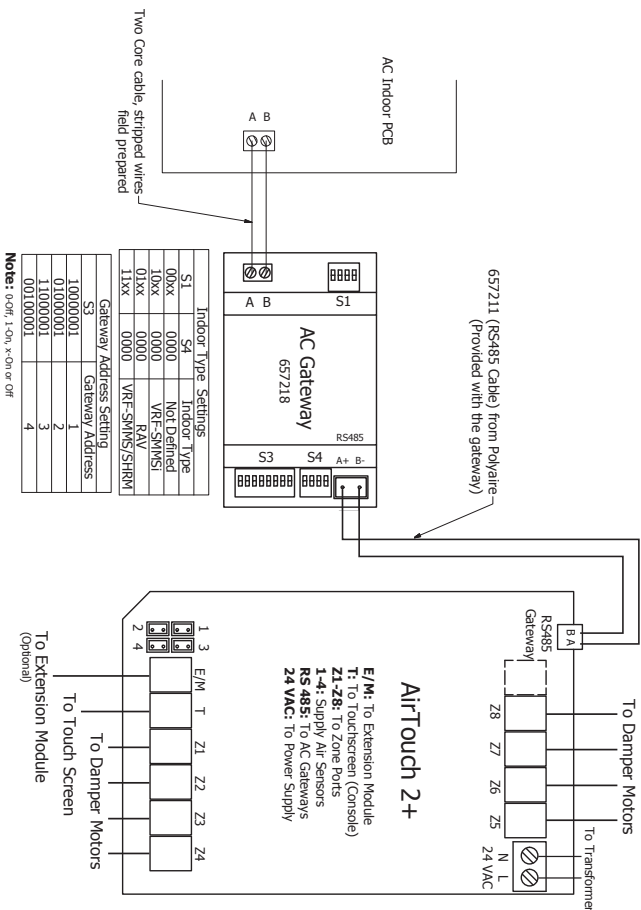 AC Indoor PCB
A B
Two Core cable, stripped wires
field prepared
657211 (RS485 Cable) from Polyaire
(Provided with the gateway)
S1
A B
AC Gateway
657218
RS485
S3
S4
A+ B-
Indoor Type Settings
S1 S4 Indoor Type
00xx 0000 Not Defined
10xx 0000 VRF-SMMSi
01xx 0000 RAV
11xx 0000 VRF-SMMS/SHRM
Gateway Address Setting
S3 Gateway Address
10000001 1
01000001 2
11000001 3
00100001 4
Note: 0-Off, 1-On, x-On or Off
To Damper Motors
To Transformer
B A
RS485
Gateway
Z8
Z7
Z6
Z5
N L
24 VAC
AirTouch 2+
E/M: To Extension Module
T: To Touchscreen (Console)
Z1-Z8: To Zone Ports
1-4: Supply Air Sensors
RS 485: To AC Gateways
24 VAC: To Power Supply
1 3
2 4
E/M
T
Z1
Z2
Z3
Z4
To Damper Motors
To Touch Screen
To Extension Module
(Optional)